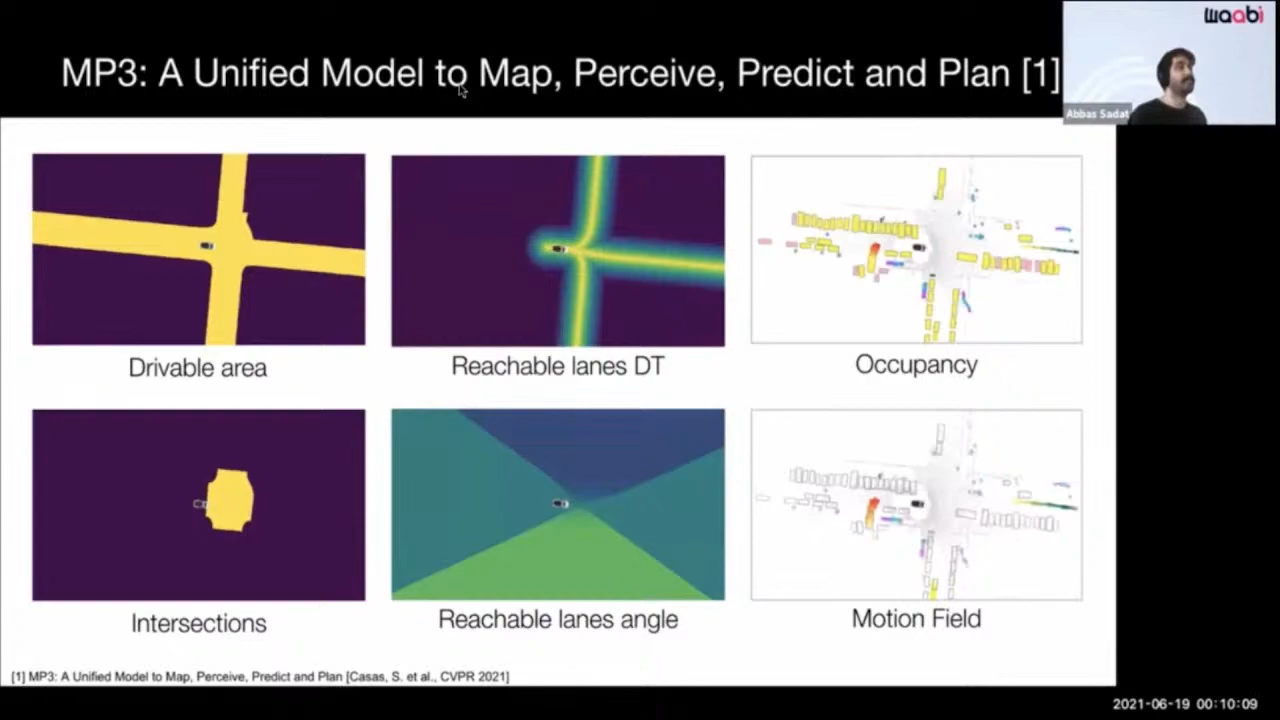 MP3: A Unified Model to Map, Perceive, Predict and Plan [1]
waabi
Abbas Sadat
Drivable area
Reachable lanes DT
Occupancy
Intersections
Reachable lanes angle
Motion Field
[1] MP3: A Unified Model to Map, Perceive, Predict and Plan [Casas, S. et al., CVPR 2021]
2021-06-19 00:10:09